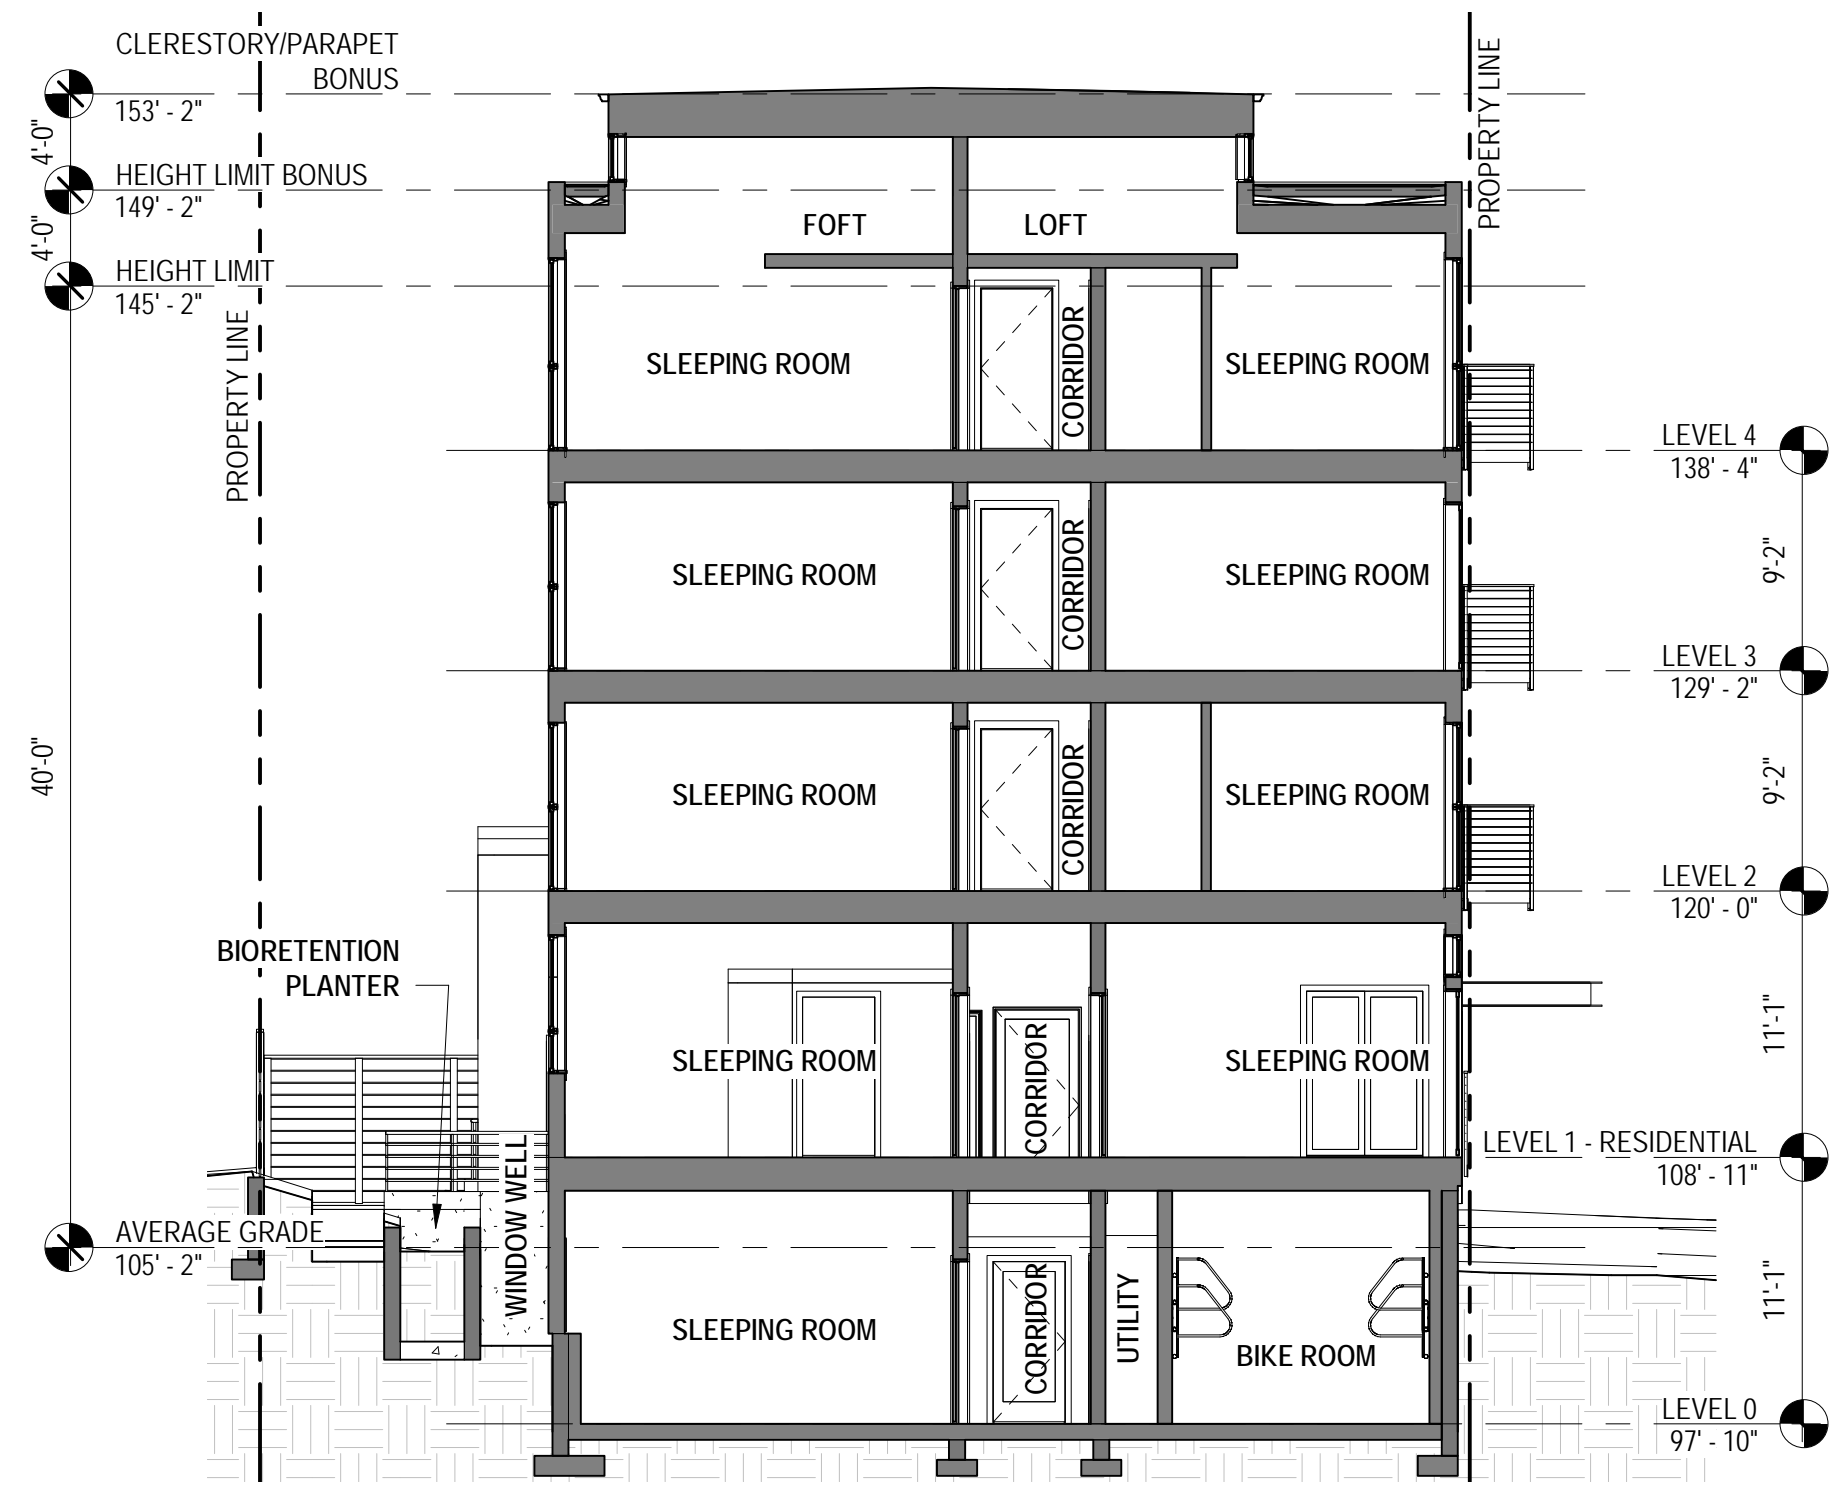 CLERESTORY/PARAPET
BONUS
153' - 2"
4'-0"
HEIGHT LIMIT BONUS
149' - 2"
4'-0"
HEIGHT LIMIT
145' - 2"
PROPERTY LINE
PROPERTY LINE
FOFT
LOFT
SLEEPING ROOM
CORRIDOR
SLEEPING ROOM
LEVEL 4
138' - 4"
9'-2"
SLEEPING ROOM
CORRIDOR
SLEEPING ROOM
LEVEL 3
129' - 2"
40'-0"
9'-2"
SLEEPING ROOM
CORRIDOR
SLEEPING ROOM
LEVEL 2
120' - 0"
BIORETENTION
PLANTER
11'-1"
SLEEPING ROOM
CORRIDOR
SLEEPING ROOM
LEVEL 1 - RESIDENTIAL
108' - 11"
WINDOW WELL
AVERAGE GRADE
105' - 2"
11'-1"
SLEEPING ROOM
CORRIDOR
UTILITY
BIKE ROOM
LEVEL 0
97' - 10"